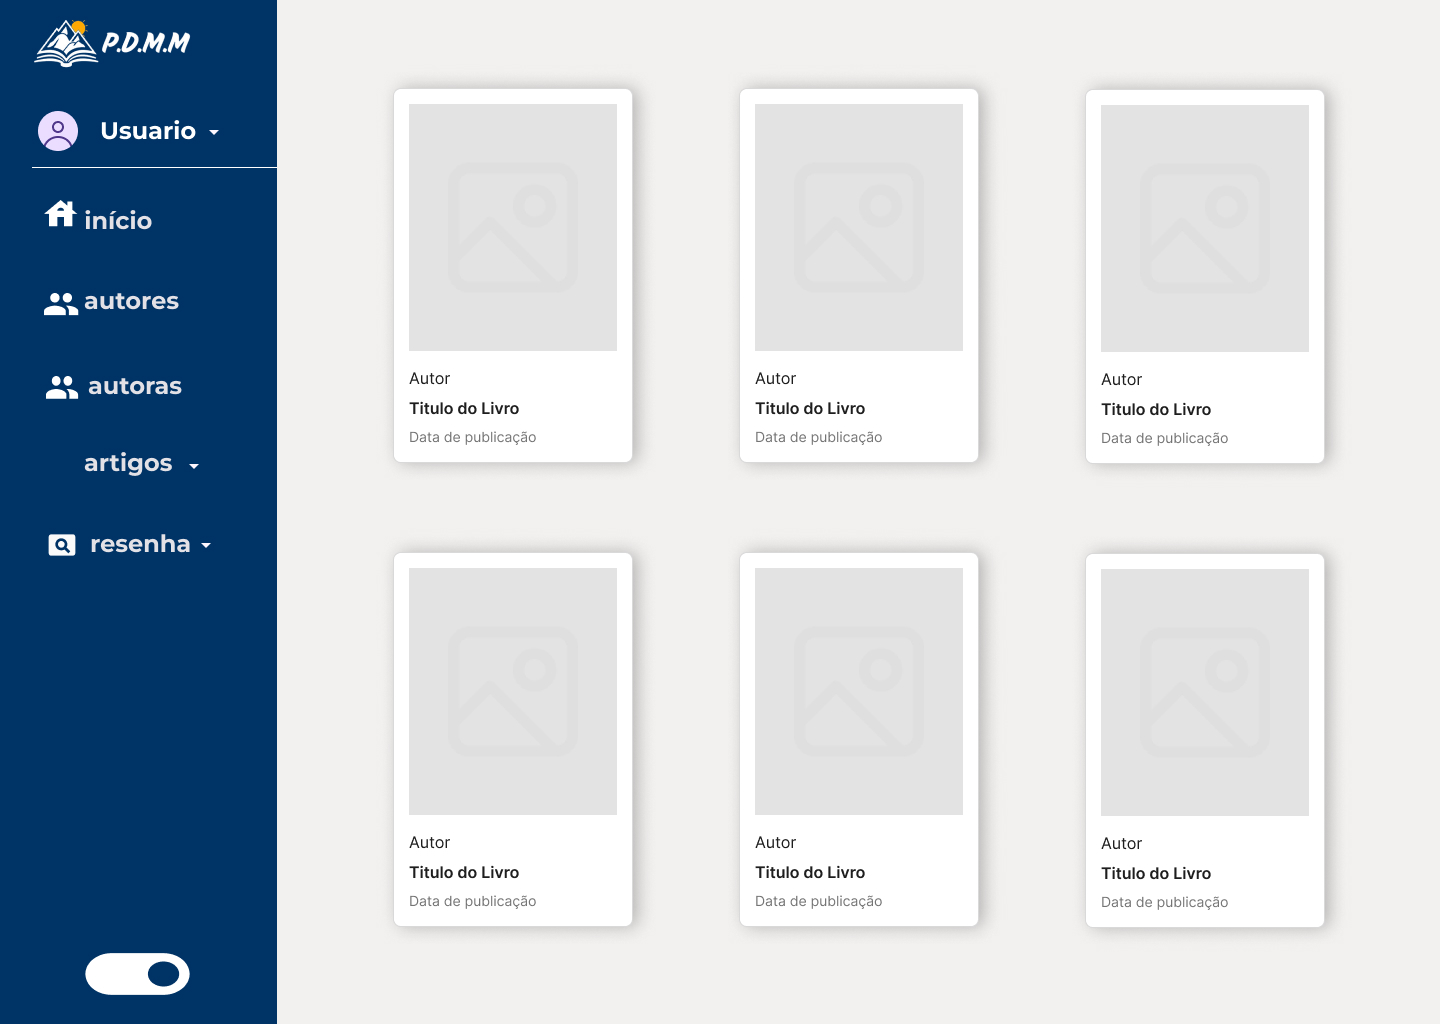 P.D.M.M
Usuario
início
autores
autoras
artigos
resenha
Autor
Titulo do Livro
Data de publicação
Autor
Titulo do Livro
Data de publicação
Autor
Titulo do Livro
Data de publicação
Autor
Titulo do Livro
Data de publicação
Autor
Titulo do Livro
Data de publicação
Autor
Titulo do Livro
Data de publicação